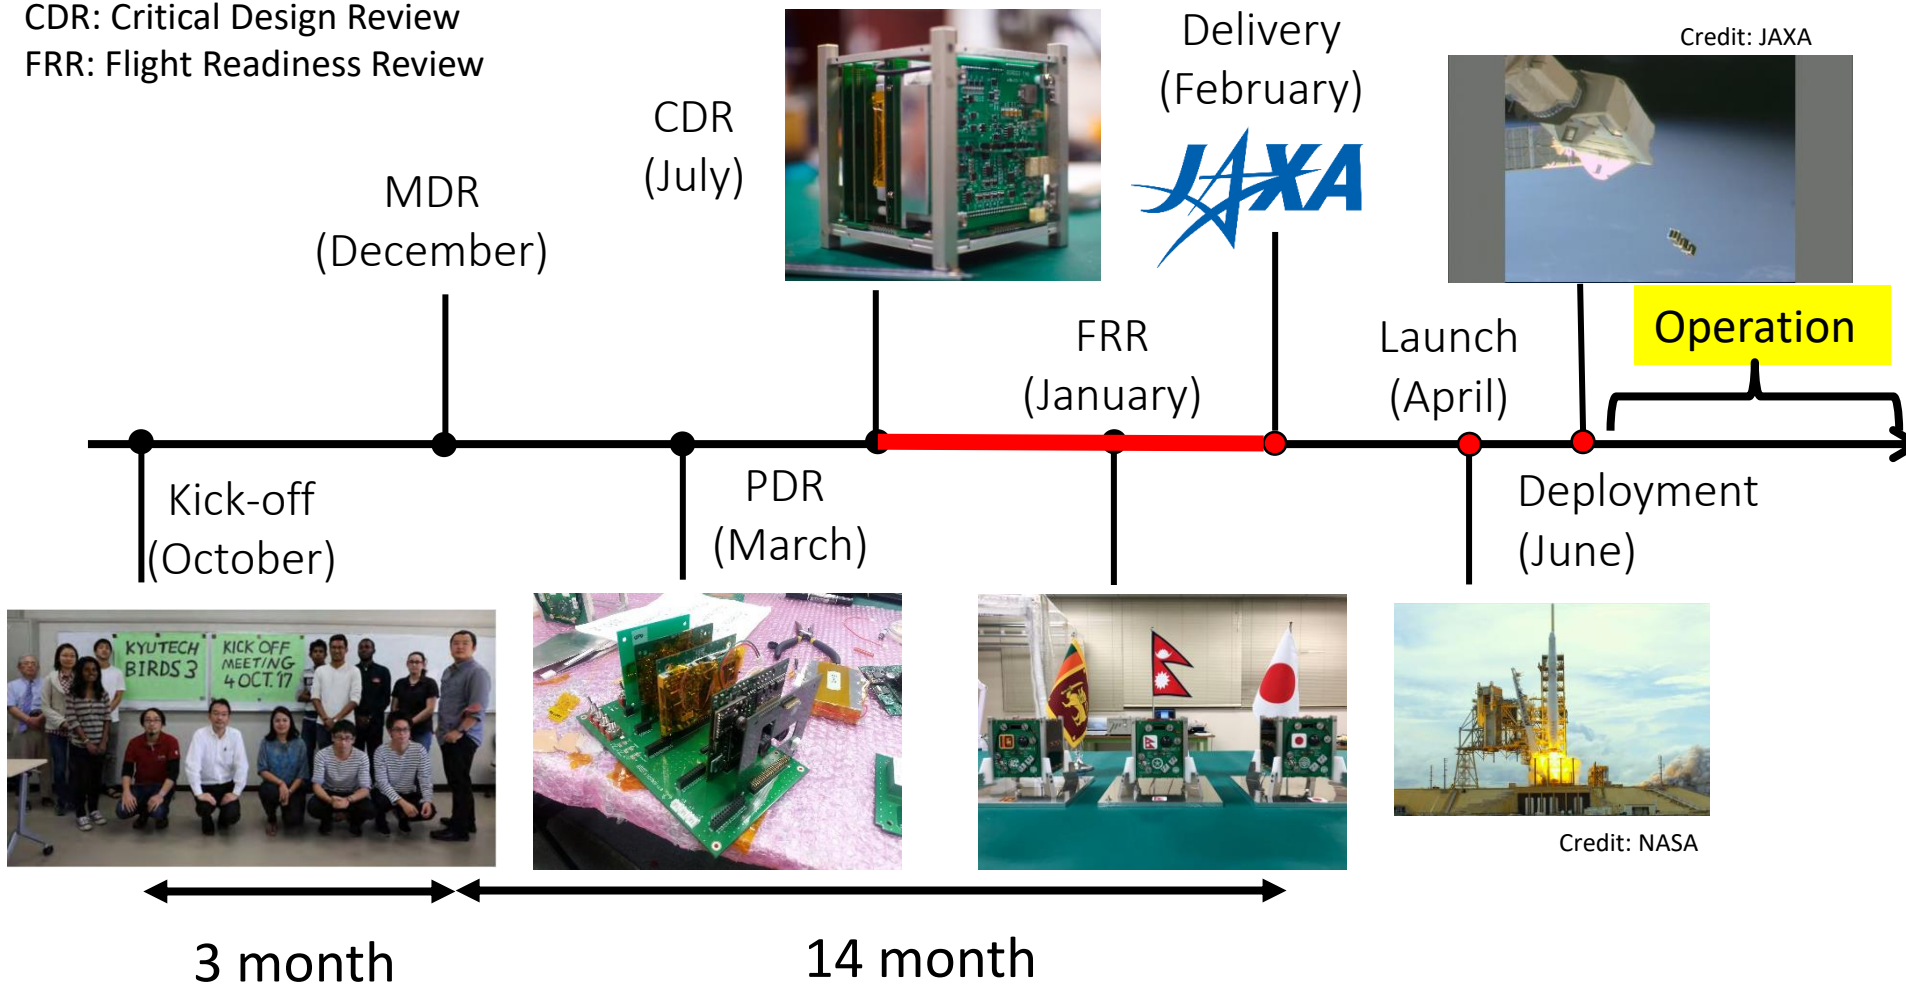 CDR: Critical Design Review
FRR: Flight Readiness Review
CDR
(July)
MDR
(December)
Delivery
(February)
JAXA
Credit: JAXA
FRR
(January)
Launch
(April)
Operation
Kick-off
(October)
PDR
(March)
Deployment
(June)
KYUTECH
BIRDS 3
KICK OFF
MEETING
4 OCT. 17
Credit: NASA
3 month
14 month